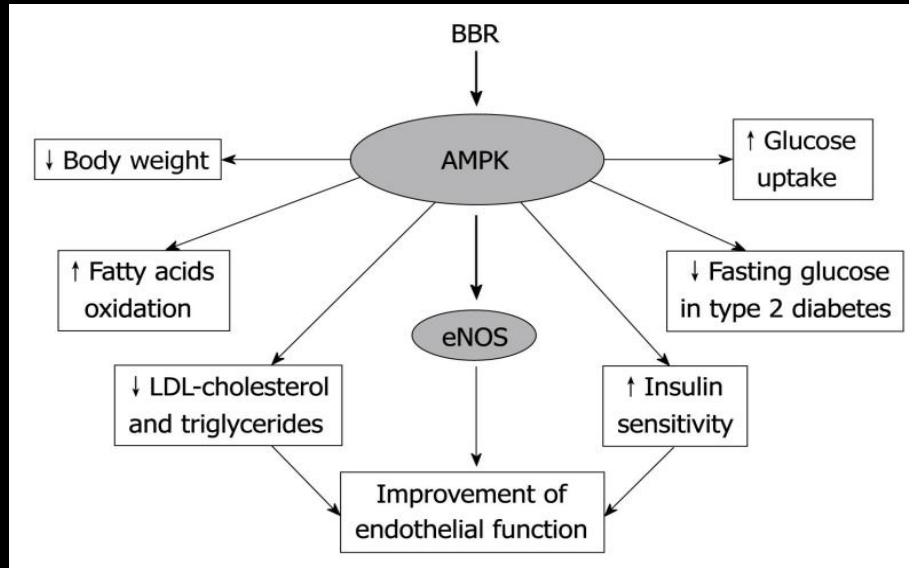 BBR
AMPK
↓ Body weight
↑ Glucose
uptake
↑ Fatty acids
oxidation
↓ Fasting glucose
in type 2 diabetes
eNOS
↓ LDL-cholesterol
and triglycerides
↑ Insulin
sensitivity
Improvement of
endothelial function